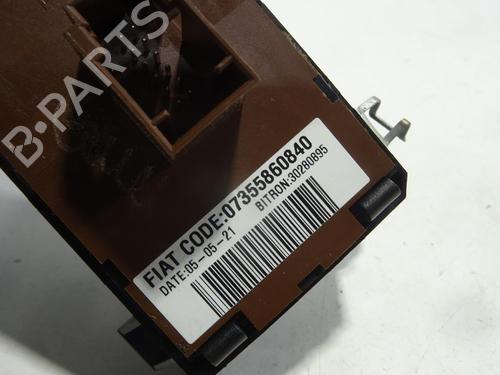 B-PARTS
FIAT CODE:07355860840
DATE:05-05-21 BITRON:30280895